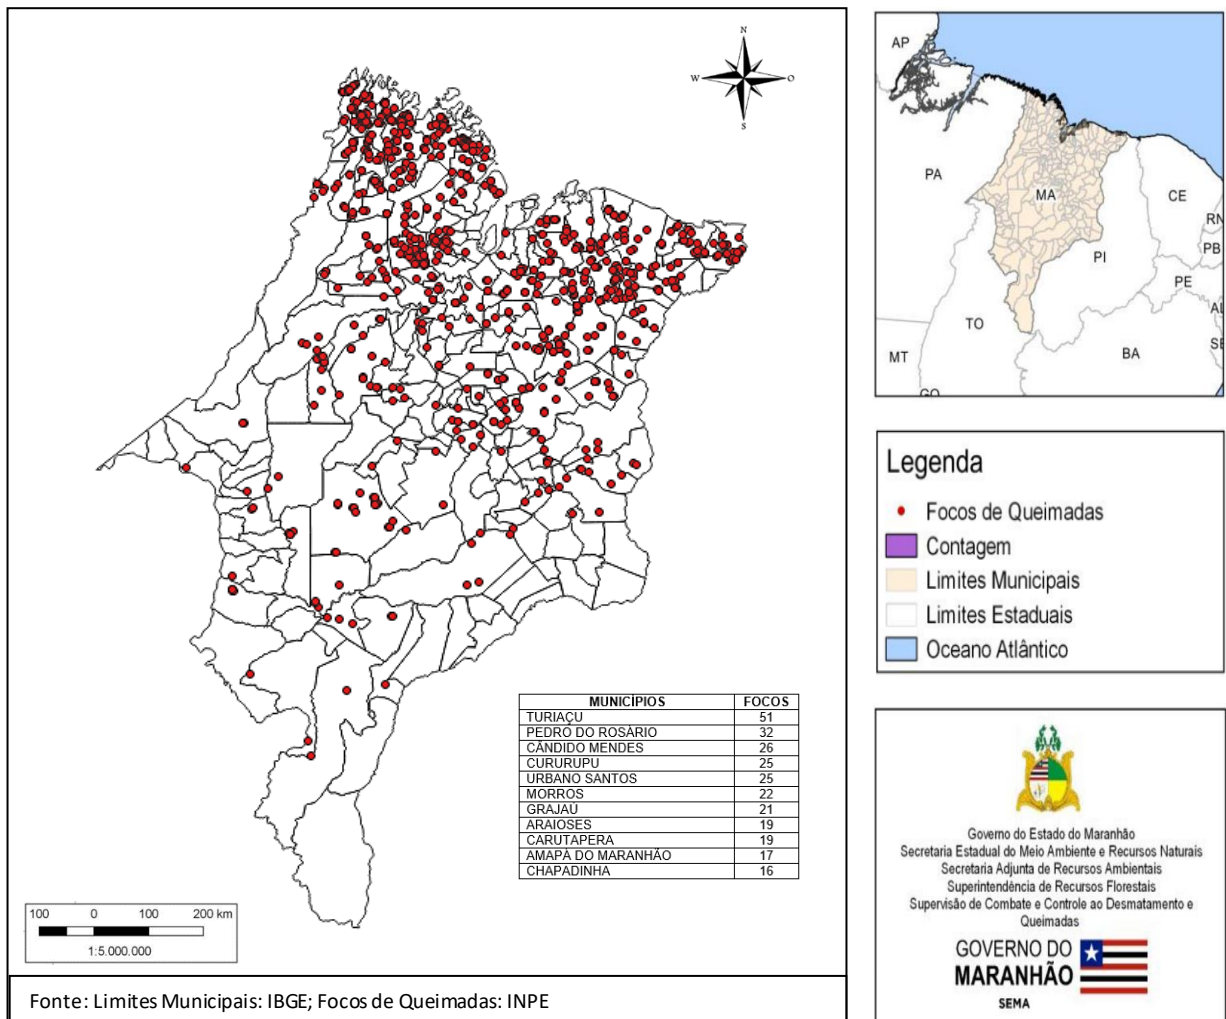 N
W
O
S
MUNICÍPIOS FOCOS
TURIAÇU 51
PEDRO DO ROSÁRIO 32
CÂNDIDO MENDES 26
CURURUPU 25
URBANO SANTOS 25
MORROS 22
GRAJAÚ 21
ARAIOSES 19
CARUTAPERA 19
AMAPÁ DO MARANHÃO 17
CHAPADINHA 16
100 0 100 200 km
1:5.000.000
Fonte: Limites Municipais: IBGE; Focos de Queimadas: INPE
AP
PA
MA
CE
RN
PB
PI
PE
AL
TO
SE
BA
MT
GO
Legenda
Focos de Queimadas
Contagem
Limites Municipais
Limites Estaduais
Oceano Atlântico
Governo do Estado do Maranhão
Secretaria Estadual do Meio Ambiente e Recursos Naturais
Secretaria Adjunta de Recursos Ambientais
Superintendência de Recursos Florestais
Supervisão de Combate e Controle ao Desmatamento e
Queimadas
GOVERNO DO
MARANHÃO
SEMA